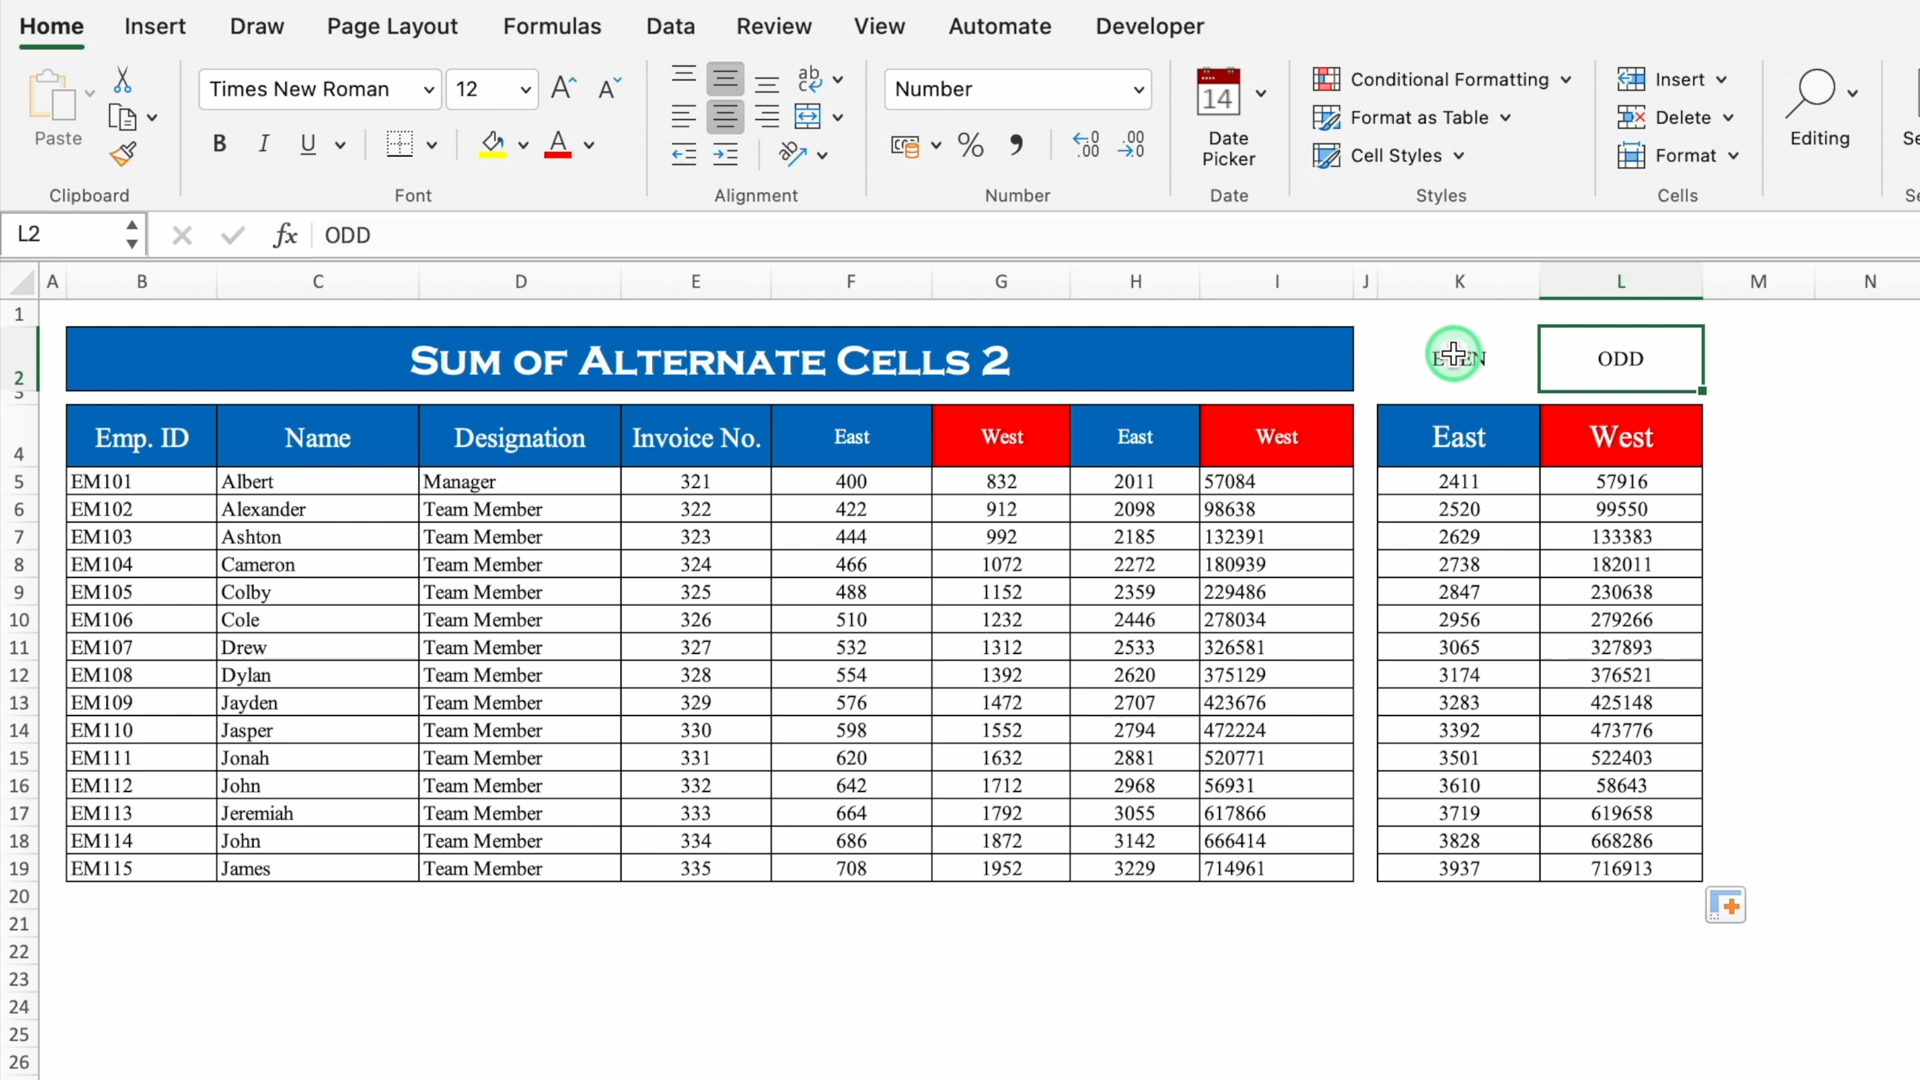 Home Insert Draw Page Layout Formulas Data Review View Automate Developer
Times New Roman 12 Number Conditional Formatting Insert
Format as Table Delete
Paste B I U A % Date Picker Cell Styles Format Editing
Clipboard Font Alignment Number Date Styles Cells
L2 fx ODD
A B C D E F G H I J K L M N
1
2 SUM OF ALTERNATE CELLS 2 ODD
3
4 Emp. ID Name Designation Invoice No. East West East West East West
5 EM101 Albert Manager 321 400 832 2011 57084 2411 57916
6 EM102 Alexander Team Member 322 422 912 2098 98638 2520 99550
7 EM103 Ashton Team Member 323 444 992 2185 132391 2629 133383
8 EM104 Cameron Team Member 324 466 1072 2272 180939 2738 182011
9 EM105 Colby Team Member 325 488 1152 2359 229486 2847 230638
10 EM106 Cole Team Member 326 510 1232 2446 278034 2956 279266
11 EM107 Drew Team Member 327 532 1312 2533 326581 3065 327893
12 EM108 Dylan Team Member 328 554 1392 2620 375129 3174 376521
13 EM109 Jayden Team Member 329 576 1472 2707 423676 3283 425148
14 EM110 Jasper Team Member 330 598 1552 2794 472224 3392 473776
15 EM111 Jonah Team Member 331 620 1632 2881 520771 3501 522403
16 EM112 John Team Member 332 642 1712 2968 56931 3610 58643
17 EM113 Jeremiah Team Member 333 664 1792 3055 617866 3719 619658
18 EM114 John Team Member 334 686 1872 3142 666414 3828 668286
19 EM115 James Team Member 335 708 1952 3229 714961 3937 716913
20
21
22
23
24
25
26